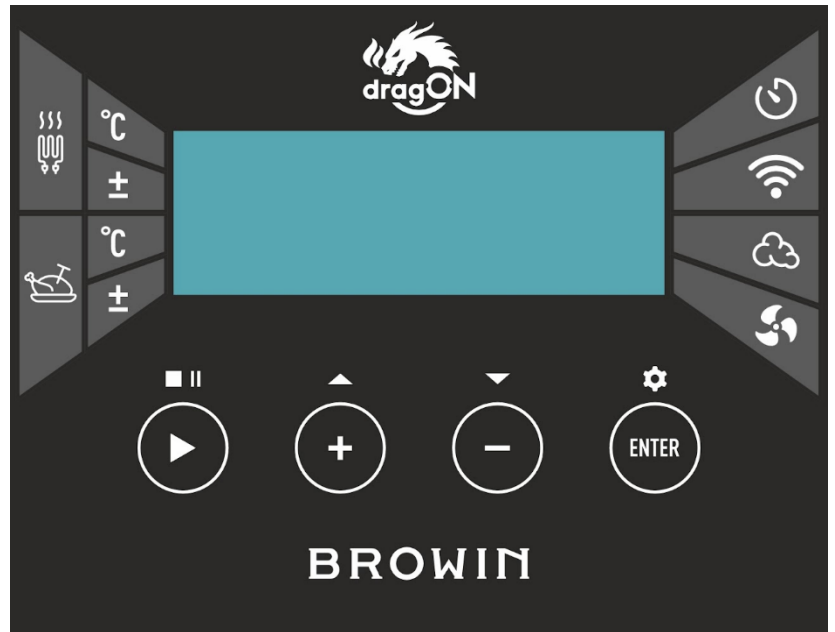 dragON
°C
±
°C
±
+
−
ENTER
BROWIN